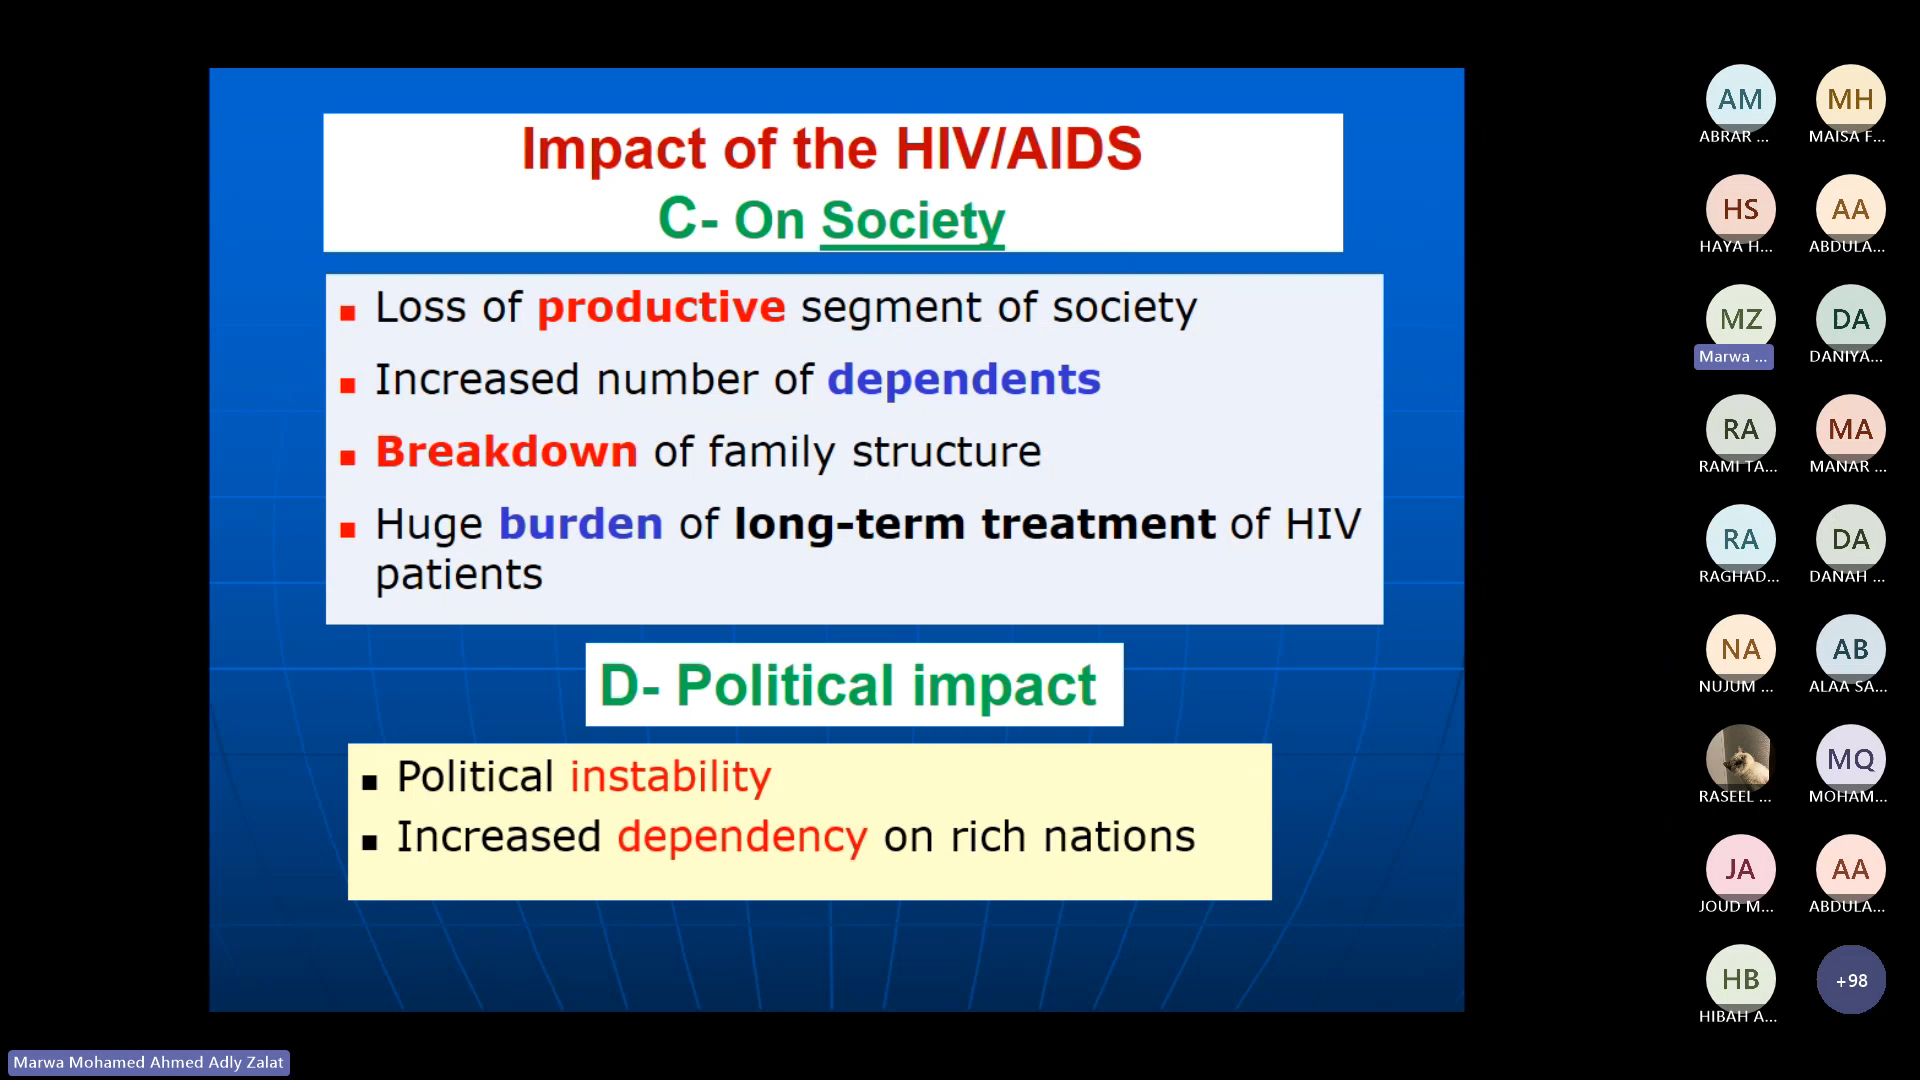 Impact of the HIV/AIDS
C- On Society
Loss of productive segment of society
Increased number of dependents
Breakdown of family structure
Huge burden of long-term treatment of HIV
patients
D- Political impact
Political instability
Increased dependency on rich nations
AM
ABRAR ...
MH
MAISA F...
HS
HAYA H...
AA
ABDULA...
MZ
Marwa ...
DA
DANIYA...
RA
RAMI TA...
MA
MANAR ...
RA
RAGHAD...
DA
DANAH ...
NA
NUJUM ...
AB
ALAA SA...
RASEEL ...
MQ
MOHAM...
JA
JOUD M...
AA
ABDULA...
HB
HIBAH A...
+98
Marwa Mohamed Ahmed Adly Zalat